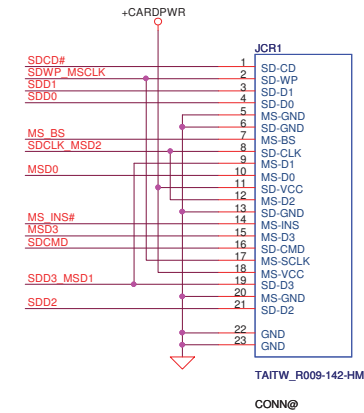 +CARDPWR
JCR1
SDCD# 1 SD-CD
SDWP_MSCLK 2 SD-WP
SDD1 3 SD-D1
SDD0 4 SD-D0
5 MS-GND
6 SD-GND
MS_BS 7 MS-BS
SDCLK_MSD2 8 SD-CLK
9 MS-D1
MSD0 10 MS-D0
11 SD-VCC
12 MS-D2
13 SD-GND
MS_INS# 14 MS-INS
MSD3 15 MS-D3
SDCMD 16 SD-CMD
17 MS-SCLK
18 MS-VCC
SDD3_MSD1 19 SD-D3
20 MS-GND
SDD2 21 SD-D2
22 GND
23 GND
TAITW_R009-142-HM
CONN@